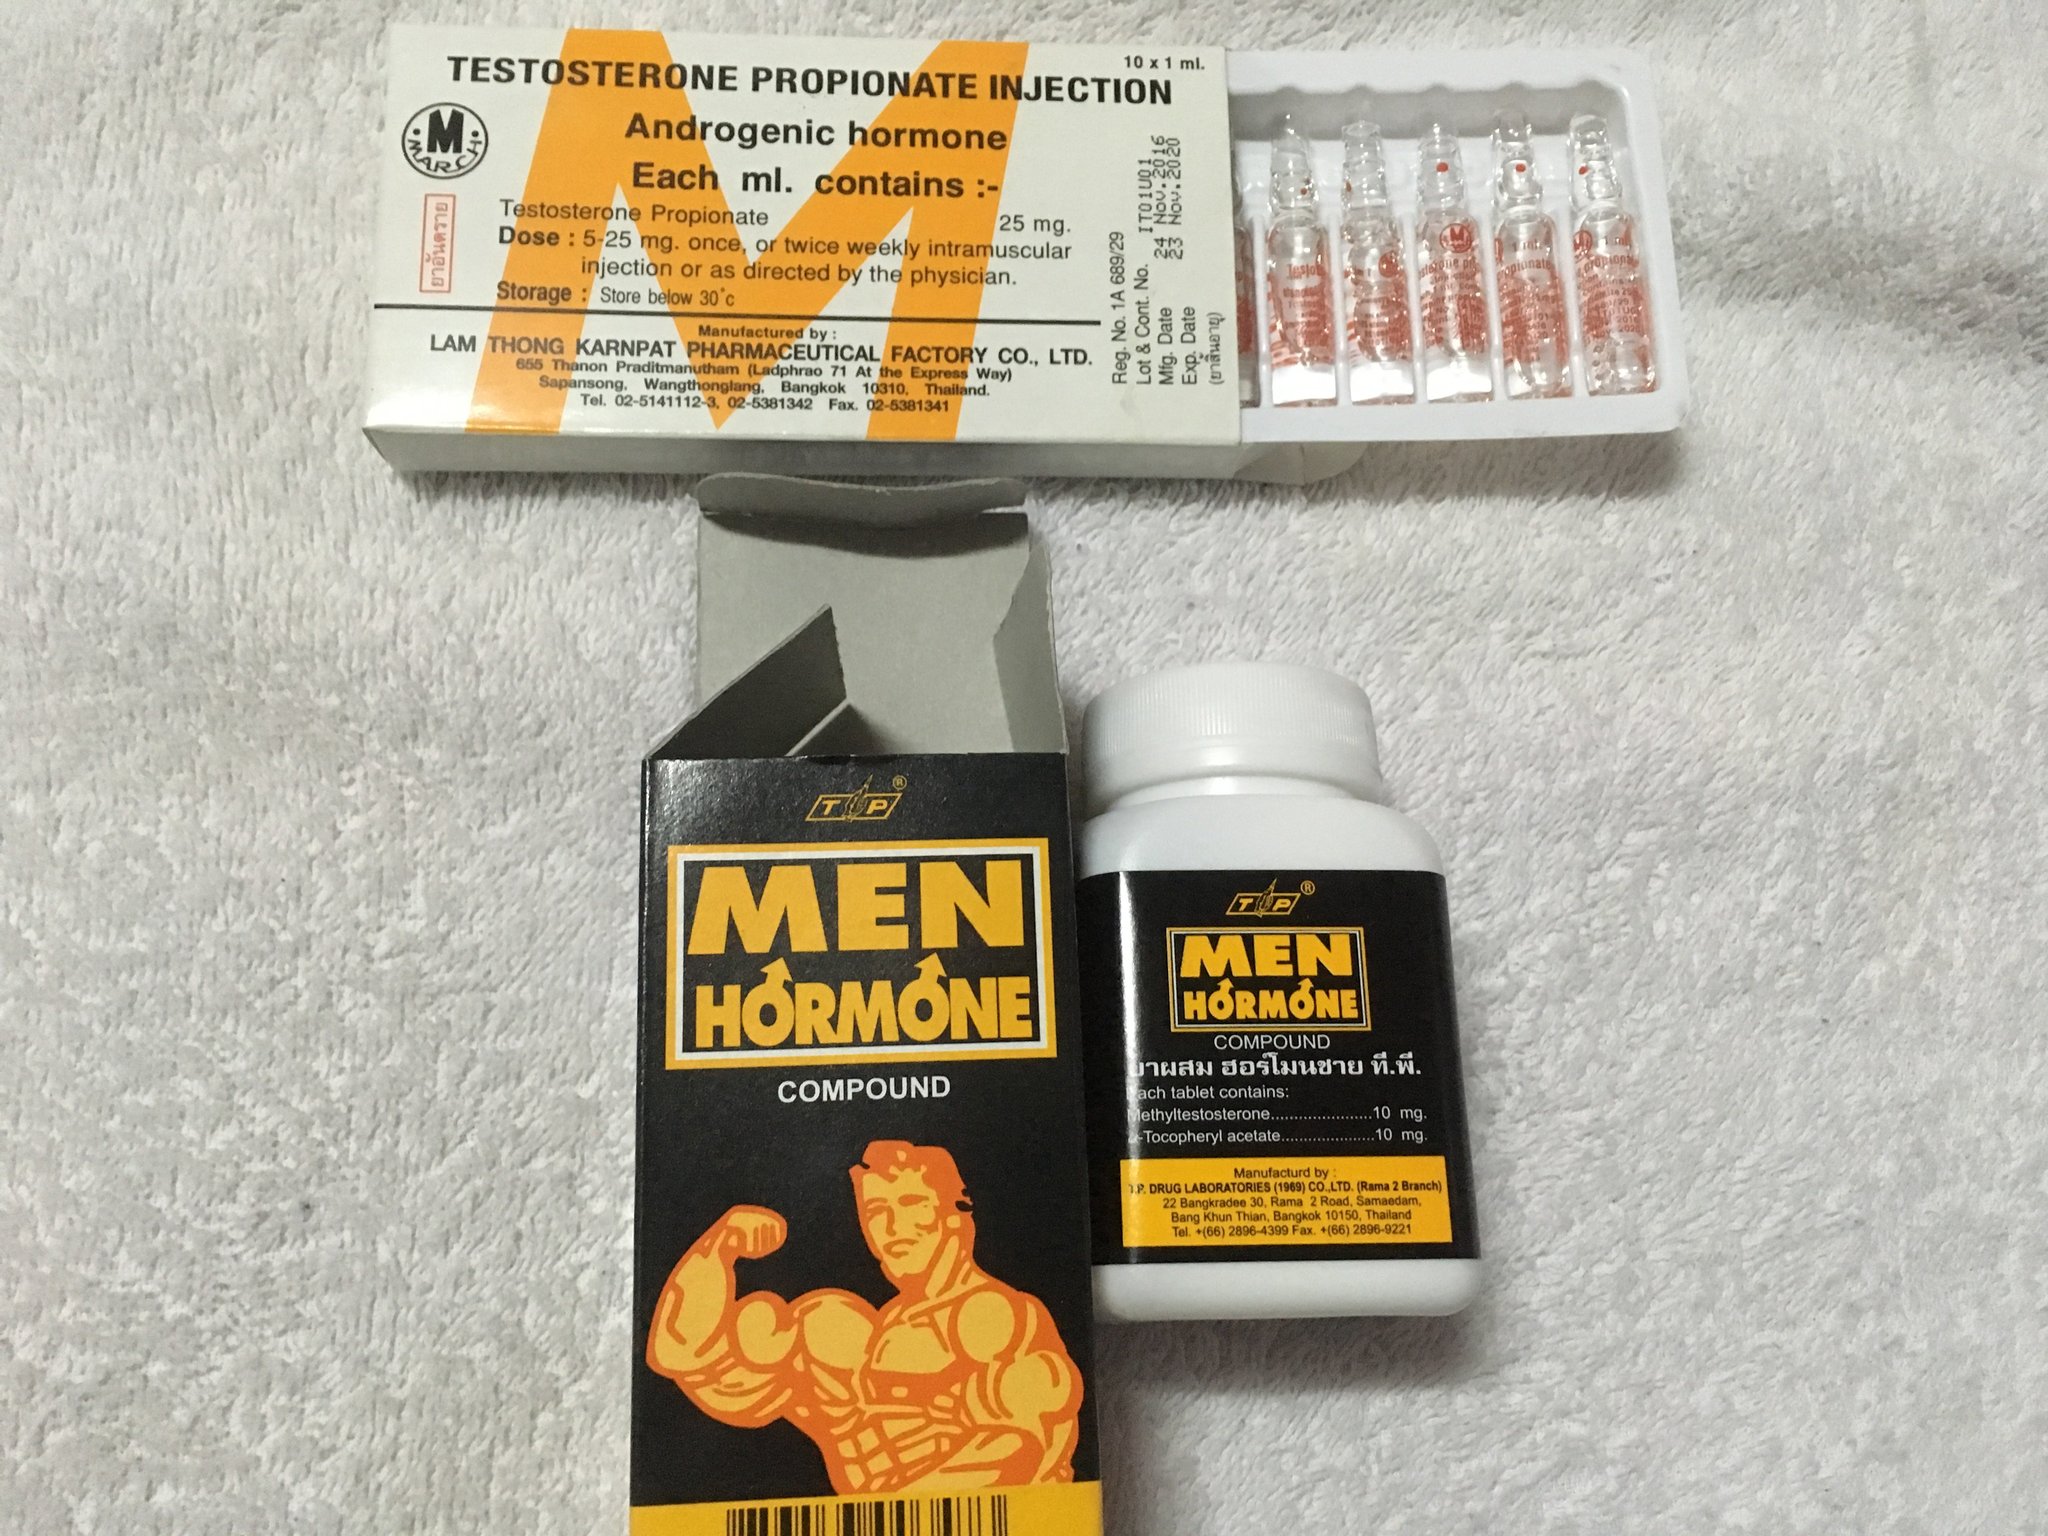 TESTOSTERONE PROPIONATE INJECTION
10 x 1 ml.
Androgenic hormone
Each ml. contains :-
Testosterone Propionate 25 mg.
Dose : 5-25 mg. once, or twice weekly intramuscular
injection or as directed by the physician.
Storage : Store below 30°c
M
MARCH
ยาอันตราย
Manufactured by :
LAM THONG KARNPAT PHARMACEUTICAL FACTORY CO., LTD.
655 Thanon Praditmanutham (Ladphrao 71 At the Express Way)
Sapansong, Wangthonglang, Bangkok 10310, Thailand.
Tel. 02-5141112-3, 02-5381342 Fax. 02-5381341
Reg. No. 1A 689/29
Lot & Cont. No. IT01U01
Mfg. Date 24 Nov.2016
Exp. Date 23 Nov.2020
(ยาสิ้นอายุ)
T P ®
MEN
HORMONE
COMPOUND
T P ®
MEN
HORMONE
COMPOUND
ยาผสม ฮอร์โมนชาย ที.พี.
Each tablet contains:
Methyltestosterone......................10 mg.
α-Tocopheryl acetate....................10 mg.
Manufacturd by :
T.P. DRUG LABORATORIES (1969) CO.,LTD. (Rama 2 Branch)
22 Bangkradee 30, Rama 2 Road, Samaedam,
Bang Khun Thian, Bangkok 10150, Thailand
Tel. +(66) 2896-4399 Fax. +(66) 2896-9221